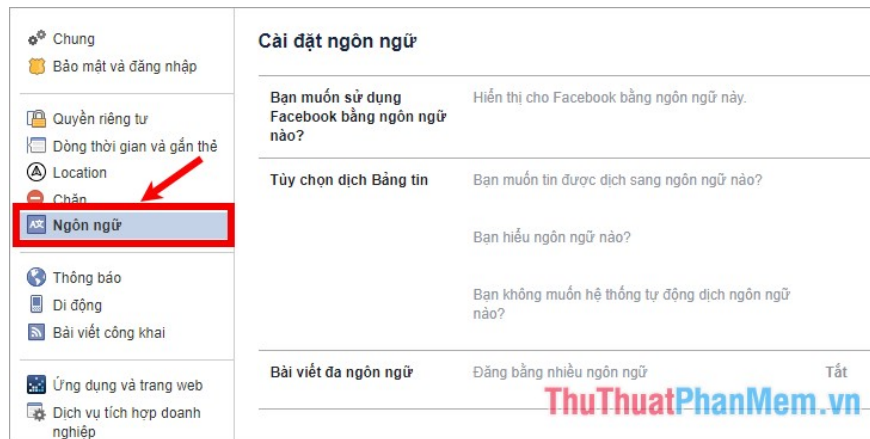 Chung
Bảo mật và đăng nhập
Quyền riêng tư
Dòng thời gian và gắn thẻ
Location
Chặn
Ngôn ngữ
Thông báo
Di động
Bài viết công khai
Ứng dụng và trang web
Dịch vụ tích hợp doanh
nghiệp
Cài đặt ngôn ngữ
Bạn muốn sử dụng
Facebook bằng ngôn ngữ
nào?
Hiển thị cho Facebook bằng ngôn ngữ này.
Tùy chọn dịch Bảng tin
Bạn muốn tin được dịch sang ngôn ngữ nào?
Bạn hiểu ngôn ngữ nào?
Bạn không muốn hệ thống tự động dịch ngôn ngữ
nào?
Bài viết đa ngôn ngữ
Đăng bằng nhiều ngôn ngữ
Tắt
ThuThuatPhanMem.vn